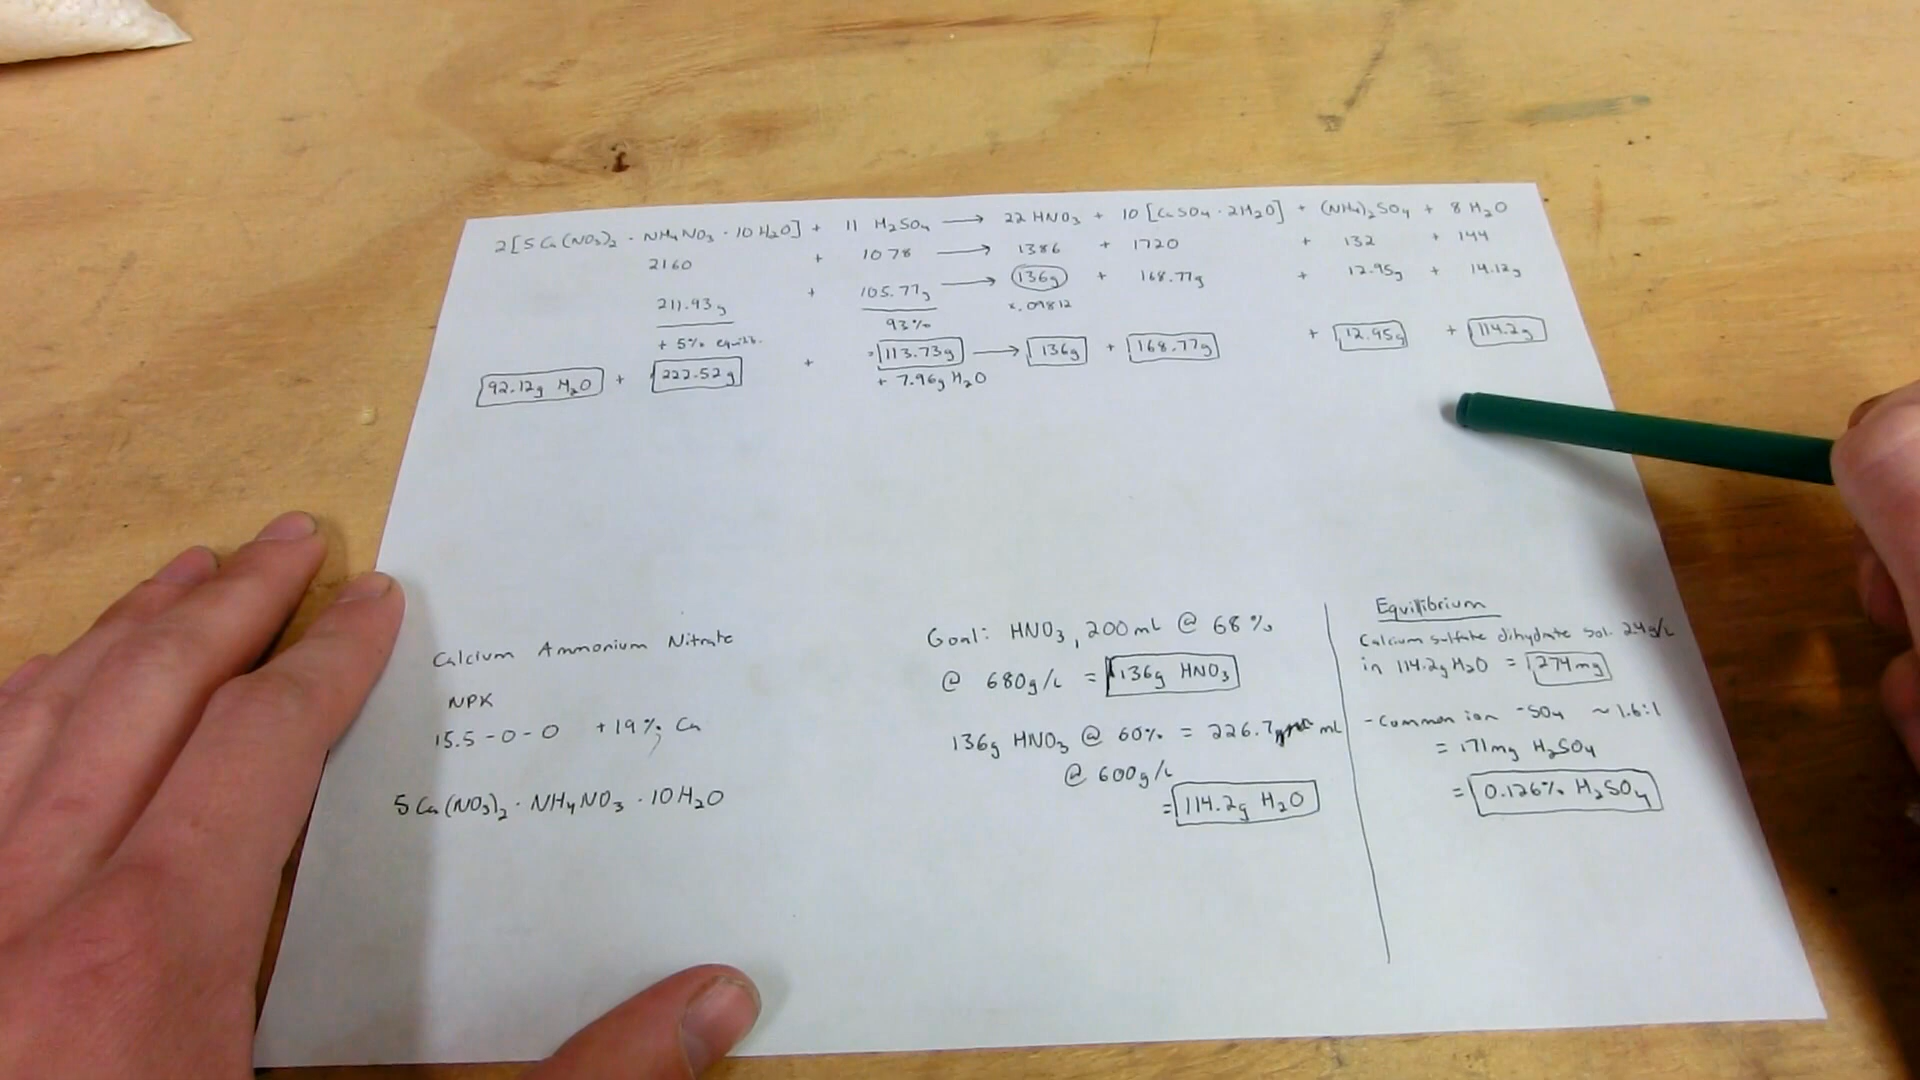 2[5Ca(NO₃)₂ · NH₄NO₃ · 10H₂O] + 11 H₂SO₄ ⟶ 22 HNO₃ + 10[CaSO₄ · 2H₂O] + (NH₄)₂SO₄ + 8 H₂O
2160 + 1078 ⟶ 1386 + 1720 + 132 + 144
211.93g + 105.77g ⟶ 136g + 168.77g + 12.95g + 14.12g
+ 5% equilib. 93% x.09812
92.12g H₂O + 222.52g + = 113.73g ⟶ 136g + 168.77g + 12.95g + 114.2g
+ 7.96g H₂O
Calcium Ammonium Nitrate
NPK
15.5-0-0 +19% Ca
5Ca(NO₃)₂ · NH₄NO₃ · 10H₂O
Goal: HNO₃, 200mL @ 68%
@ 680g/L = 136g HNO₃
136g HNO₃ @ 60% = 226.7 mL
@ 600g/L
= 114.2g H₂O
Equilibrium
Calcium sulfate dihydrate sol. 2.4g/L
in 114.2g H₂O = 274mg
- Common ion -SO₄ ~1.6:1
= 171mg H₂SO₄
= 0.126% H₂SO₄